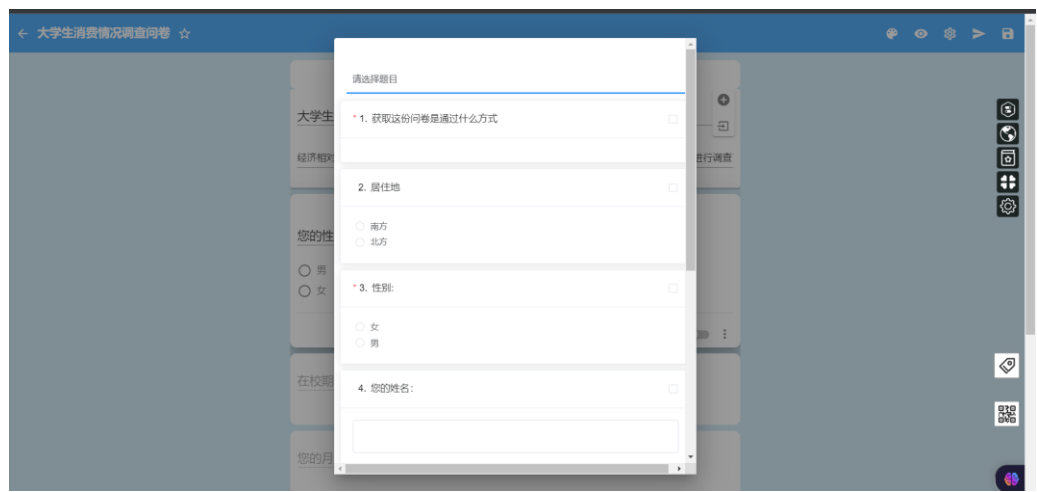 大学生消费情况调查问卷
请选择题目
大学生
* 1. 获取这份问卷是通过什么方式
经济相对
进行调查
2. 居住地
南方
北方
您的性
男
女
* 3. 性别:
女
男
在校期
4. 您的姓名:
您的月